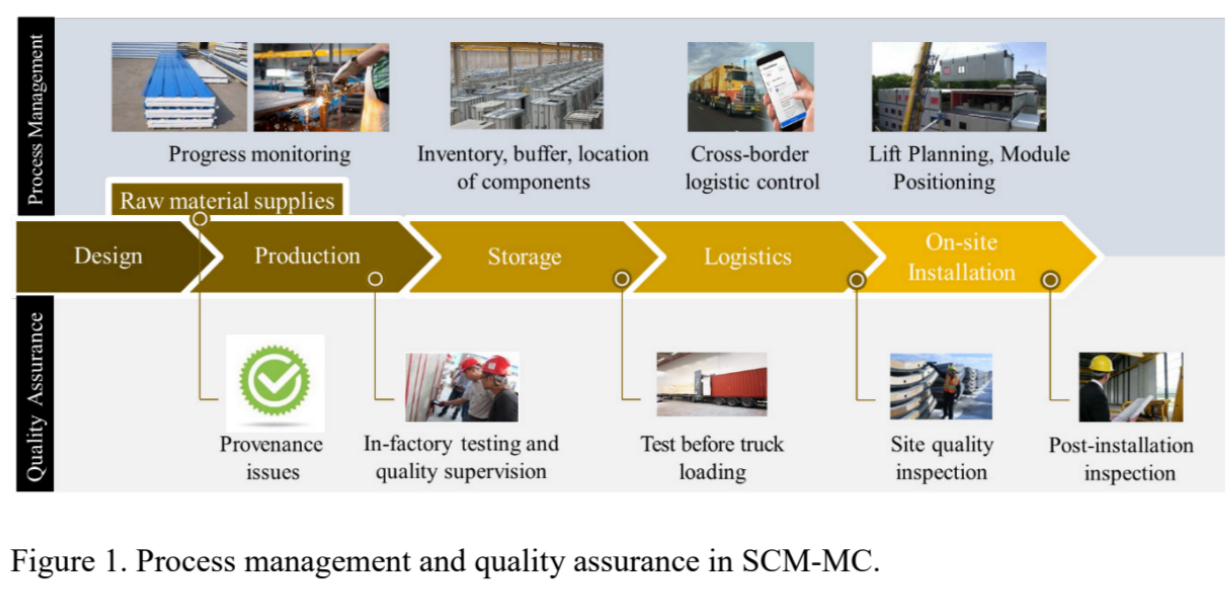 Process Management
Progress monitoring
Inventory, buffer, location
of components
Cross-border
logistic control
Lift Planning, Module
Positioning
Raw material supplies
Design
Production
Storage
Logistics
On-site
Installation
Quality Assurance
Provenance
issues
In-factory testing and
quality supervision
Test before truck
loading
Site quality
inspection
Post-installation
inspection
Figure 1. Process management and quality assurance in SCM-MC.